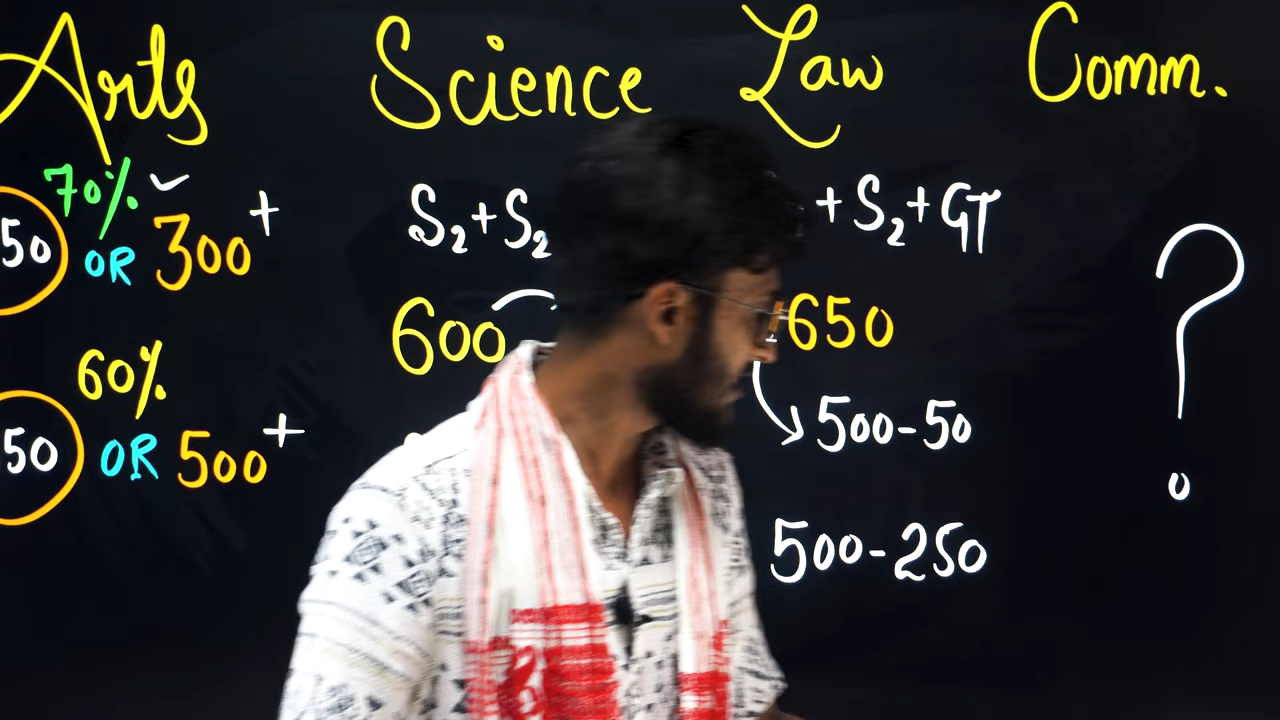 Arts Science Law Comm.
70% ✓
50 OR 300+ S₂+S₂ +S₂+GT ?
600 650
60%
50 OR 500+ 500-50
500-250